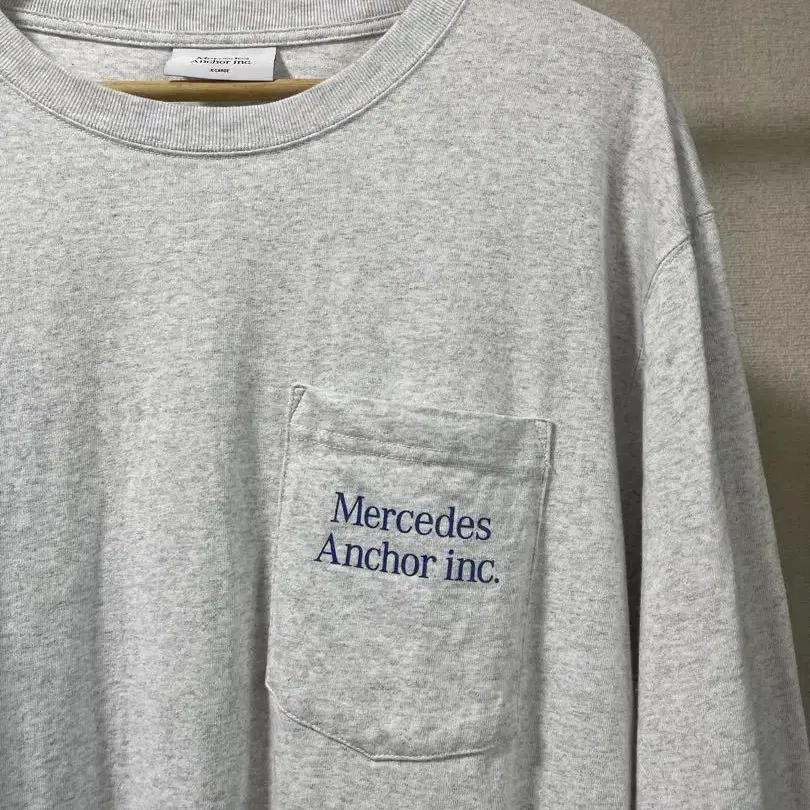 Mercedes
Anchor inc.
X-LARGE
Mercedes
Anchor inc.